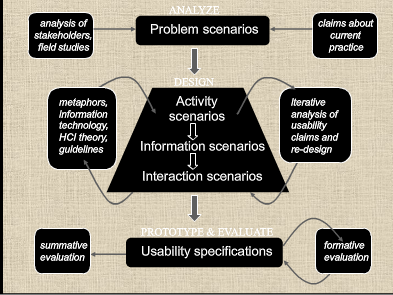 ANALYZE
analysis of
stakeholders,
field studies
Problem scenarios
claims about
current
practice
DESIGN
metaphors,
Information
technology,
HCI theory,
guidelines
Activity
scenarios
Information scenarios
Interaction scenarios
Iterative
analysis of
usability
claims and
re-design
PROTOTYPE & EVALUATE
summative
evaluation
Usability specifications
formative
evaluation